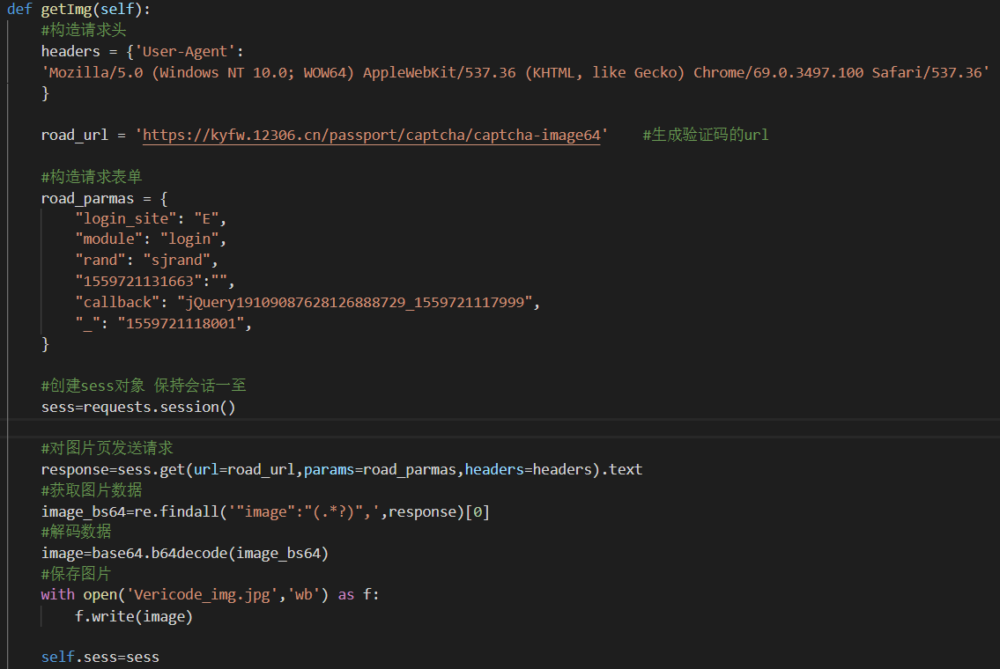 def getImg(self):
#构造请求头
headers = {'User-Agent':
'Mozilla/5.0 (Windows NT 10.0; WOW64) AppleWebKit/537.36 (KHTML, like Gecko) Chrome/69.0.3497.100 Safari/537.36'
}
road_url = 'https://kyfw.12306.cn/passport/captcha/captcha-image64' #生成验证码的url
#构造请求表单
road_parmas = {
"login_site": "E",
"module": "login",
"rand": "sjrand",
"1559721131663":"",
"callback": "jQuery19109087628126888729_1559721117999",
"_": "1559721118001",
}
#创建sess对象 保持会话一至
sess=requests.session()
#对图片页发送请求
response=sess.get(url=road_url,params=road_parmas,headers=headers).text
#获取图片数据
image_bs64=re.findall('"image":"(.*?)",',response)[0]
#解码数据
image=base64.b64decode(image_bs64)
#保存图片
with open('Vericode_img.jpg','wb') as f:
f.write(image)
self.sess=sess